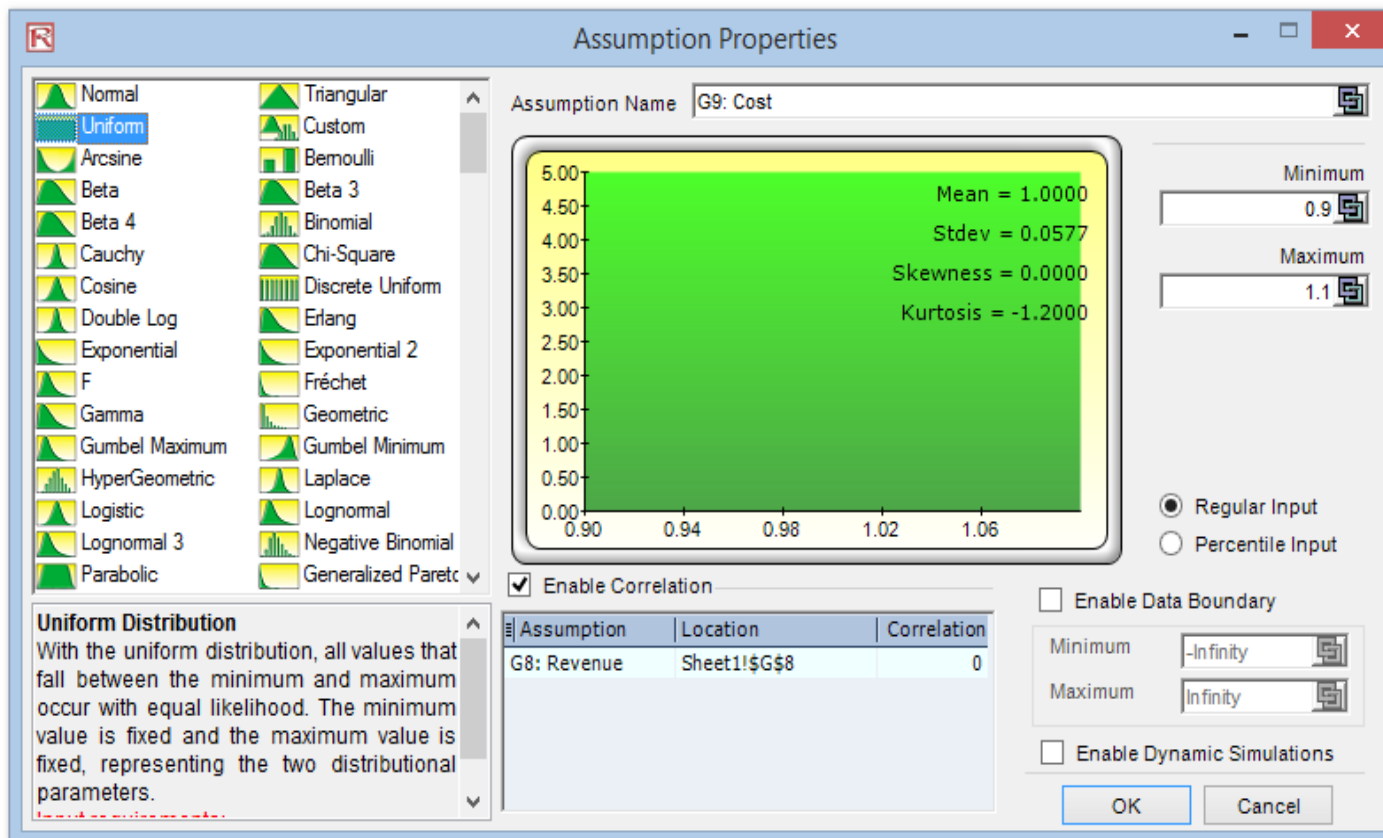 Assumption Properties
Normal
Triangular
Uniform
Custom
Arcsine
Bernoulli
Beta
Beta 3
Beta 4
Binomial
Cauchy
Chi-Square
Cosine
Discrete Uniform
Double Log
Erlang
Exponential
Exponential 2
F
Fréchet
Gamma
Geometric
Gumbel Maximum
Gumbel Minimum
HyperGeometric
Laplace
Logistic
Lognormal
Lognormal 3
Negative Binomial
Parabolic
Generalized Pareto
Uniform Distribution
With the uniform distribution, all values that
fall between the minimum and maximum
occur with equal likelihood. The minimum
value is fixed and the maximum value is
fixed, representing the two distributional
parameters.
Input requirements:
Assumption Name G9: Cost
5.00
4.50
4.00
3.50
3.00
2.50
2.00
1.50
1.00
0.50
0.00
0.90 0.94 0.98 1.02 1.06
Mean = 1.0000
Stdev = 0.0577
Skewness = 0.0000
Kurtosis = -1.2000
Minimum
0.9
Maximum
1.1
Regular Input
Percentile Input
Enable Correlation
Assumption Location Correlation
G8: Revenue Sheet1!$G$8 0
Enable Data Boundary
Minimum -Infinity
Maximum Infinity
Enable Dynamic Simulations
OK Cancel